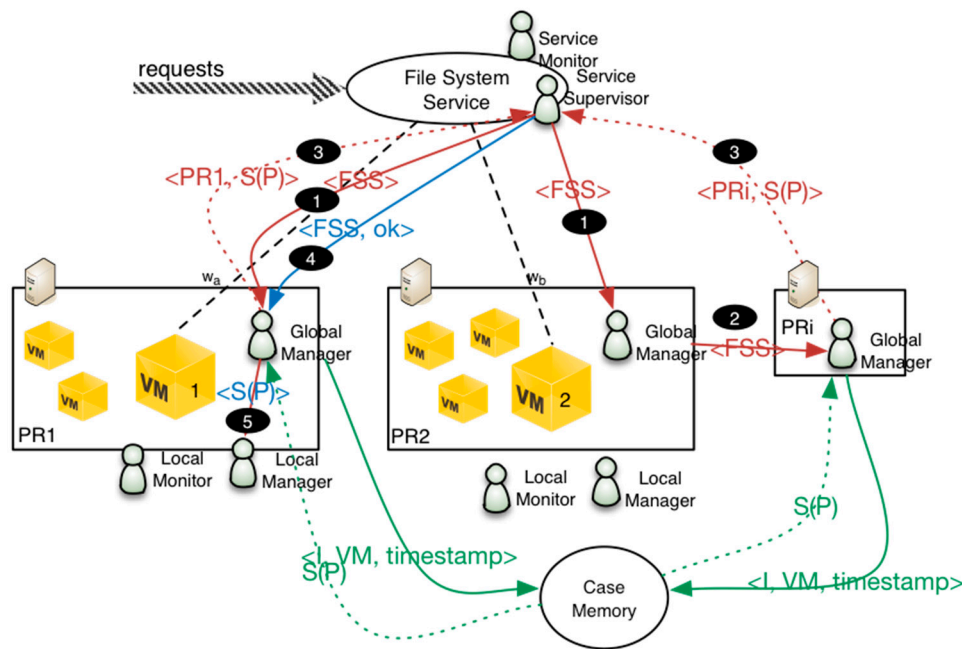 Service
Monitor
requests
File System
Service
Service
Supervisor
3
3
<PR1, S(P)>
<FSS>
<FSS>
<PRi, S(P)>
1
1
<FSS, ok>
4
wa
wb
2
PRi
Global
Manager
Global
Manager
<FSS>
Global
Manager
VM
VM
VM
1
<S(P)>
5
VM
VM
VM
VM
2
PR1
PR2
Local
Monitor
Local
Manager
Local
Monitor
Local
Manager
S(P)
<I, VM, timestamp>
S(P)
<I, VM, timestamp>
Case
Memory